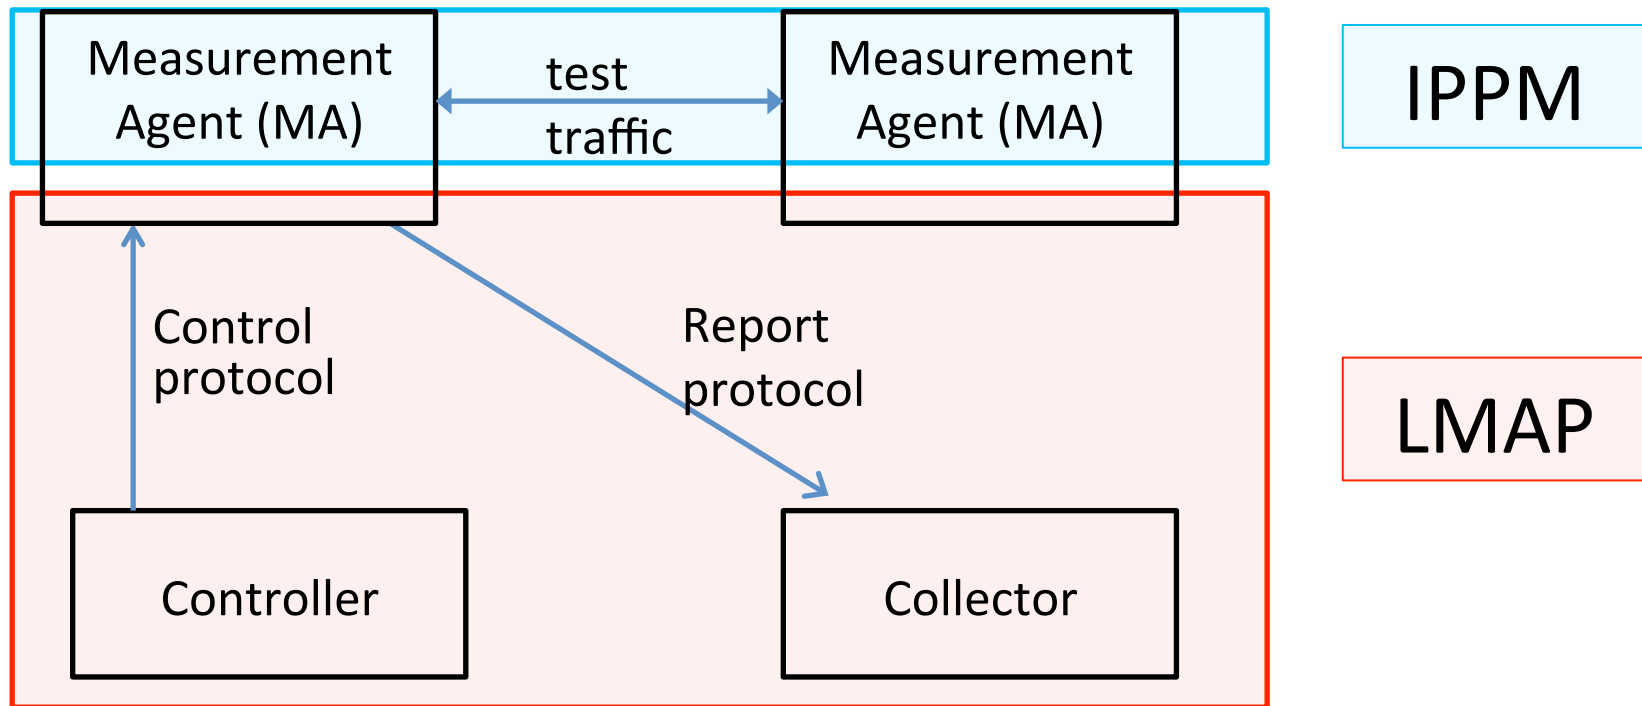 Measurement
Agent (MA)
test
traffic
Measurement
Agent (MA)
IPPM
Control
protocol
Report
protocol
LMAP
Controller
Collector